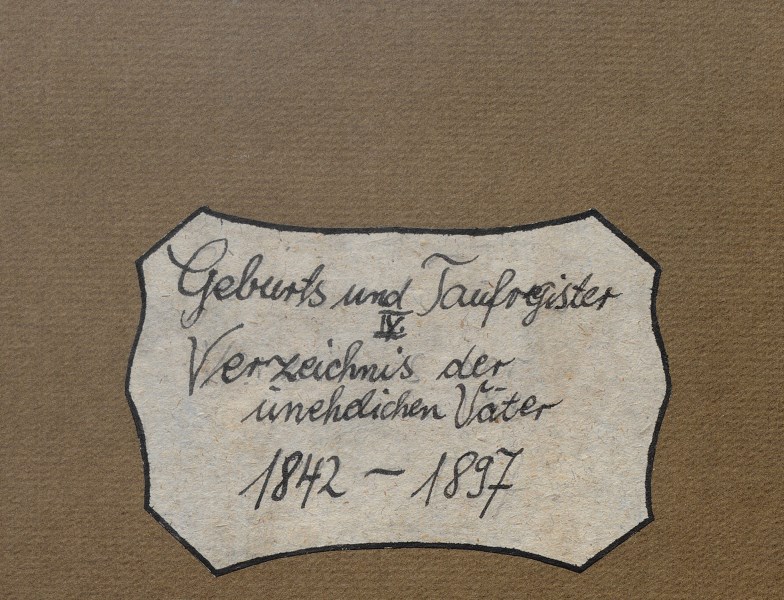 Geburts und Taufregister
IV.
Verzeichnis der
unehelichen Väter
1842 – 1897